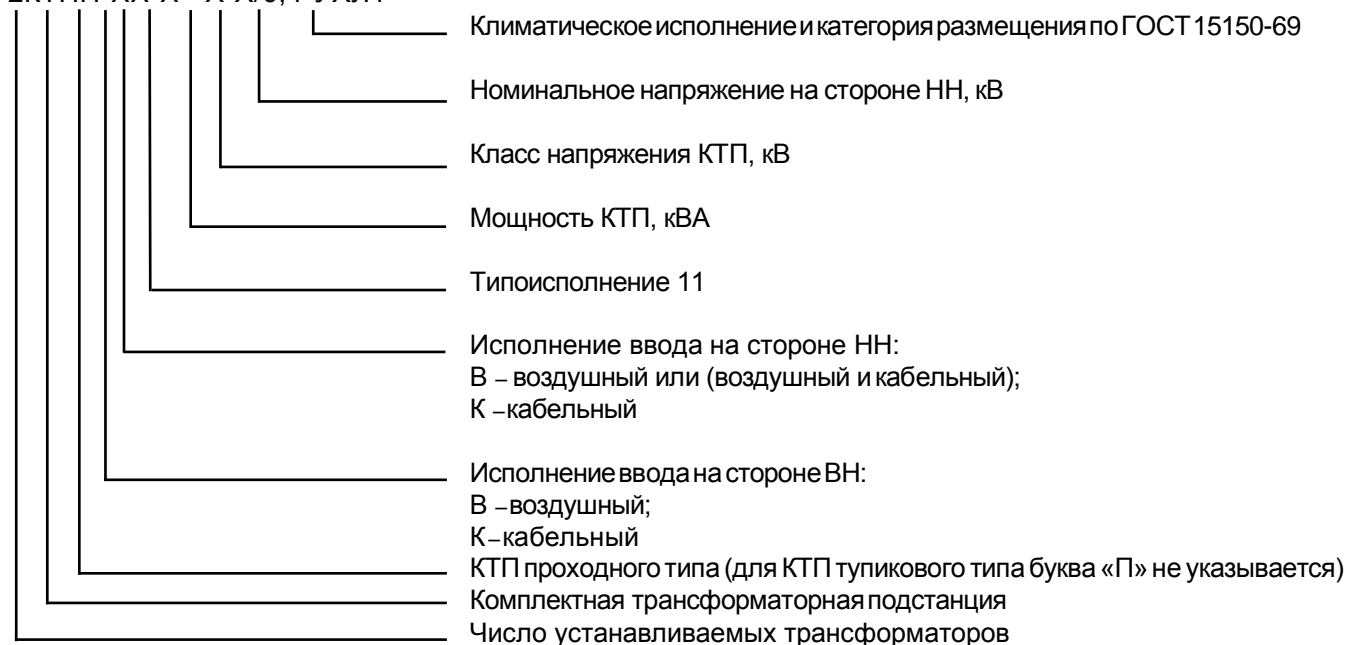 Климатическое исполнение и категория размещения по ГОСТ 15150-69
Номинальное напряжение на стороне НН, кВ
Класс напряжения КТП, кВ
Мощность КТП, кВА
Типоисполнение 11
Исполнение ввода на стороне НН:
В – воздушный или (воздушный и кабельный);
К –кабельный
Исполнение ввода на стороне ВН:
В –воздушный;
К–кабельный
КТП проходного типа (для КТП тупикового типа буква «П» не указывается)
Комплектная трансформаторная подстанция
Число устанавливаемых трансформаторов